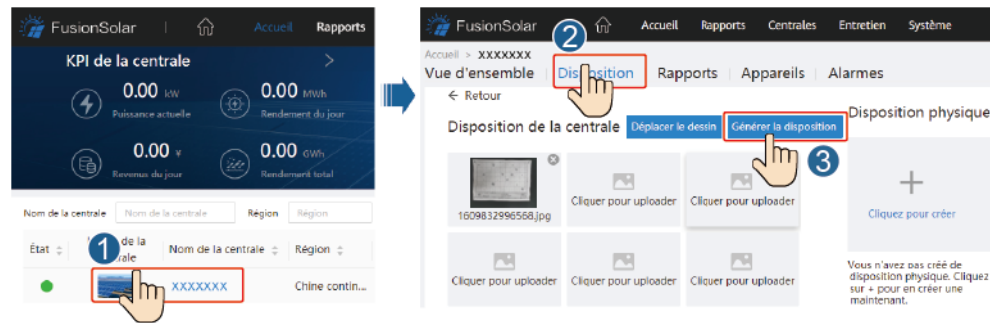 FusionSolar
Accueil
Rapports
KPI de la centrale
>
0.00 kW
Puissance actuelle
0.00 MWh
Rendement du jour
0.00 ¥
Revenus du jour
0.00 GWh
Rendement total
Nom de la centrale
Nom de la centrale
Région
Région
État
de la
Nom de la centrale
Région
1
XXXXXXX
Chine contin...
FusionSolar
Accueil
Rapports
Centrales
Entretien
Système
2
Accueil > XXXXXXX
Vue d'ensemble
Disposition
Rapports
Appareils
Alarmes
← Retour
Disposition de la centrale
Déplacer le dessin
Générer la disposition
3
1609832996568.jpg
Cliquer pour uploader
Cliquer pour uploader
Cliquer pour uploader
Cliquer pour uploader
Cliquer pour uploader
Disposition physique
Cliquez pour créer
Vous n'avez pas créé de
disposition physique. Cliquez
sur + pour en créer une
maintenant.